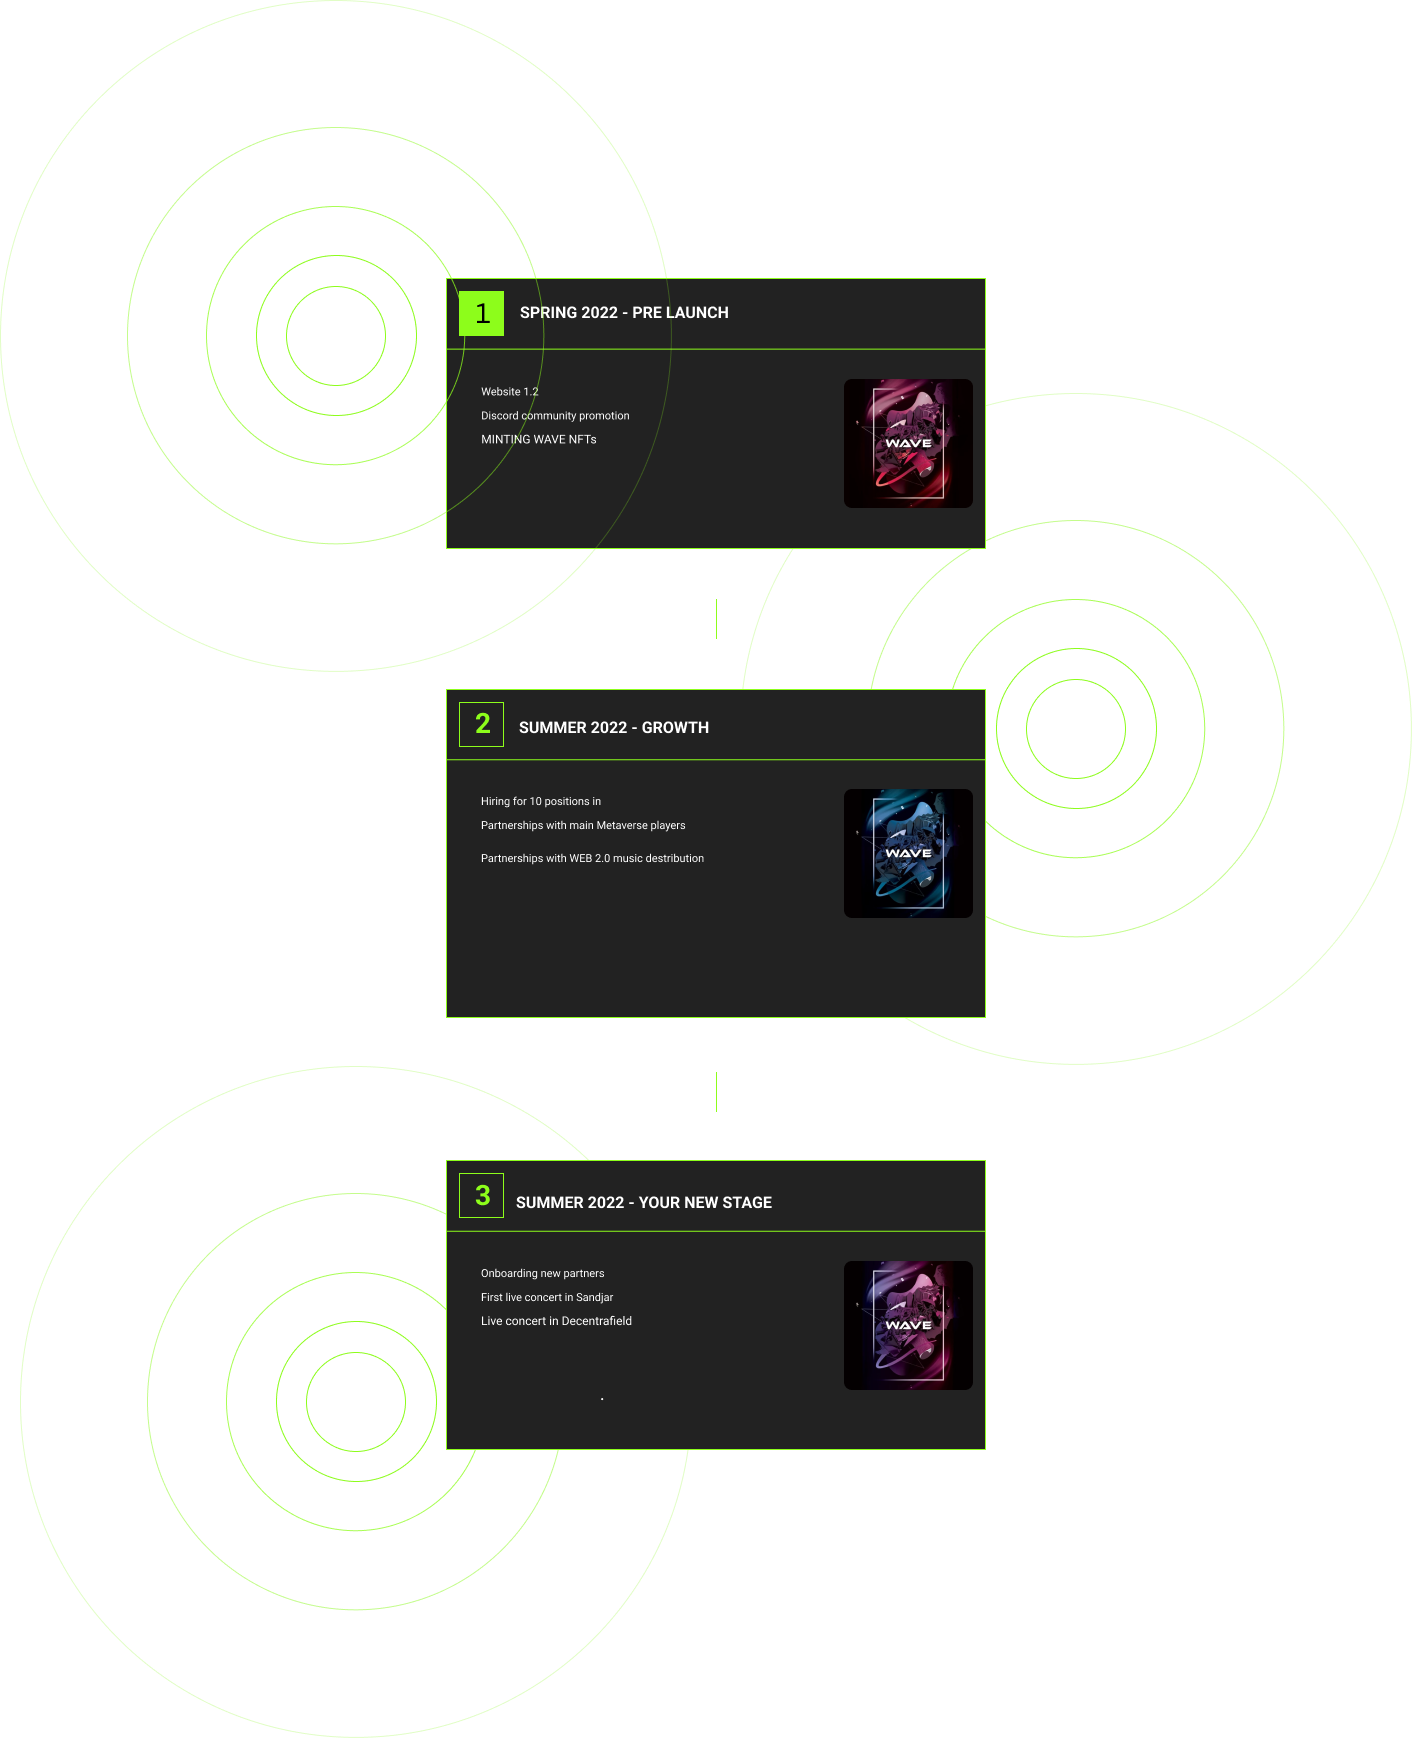 1
SPRING 2022 - PRE LAUNCH
Website 1.2
Discord community promotion
MINTING WAVE NFTs
WAVE
2
SUMMER 2022 - GROWTH
Hiring for 10 positions in
Partnerships with main Metaverse players
Partnerships with WEB 2.0 music destribution
WAVE
3
SUMMER 2022 - YOUR NEW STAGE
Onboarding new partners
First live concert in Sandjar
Live concert in Decentrafield
WAVE
.